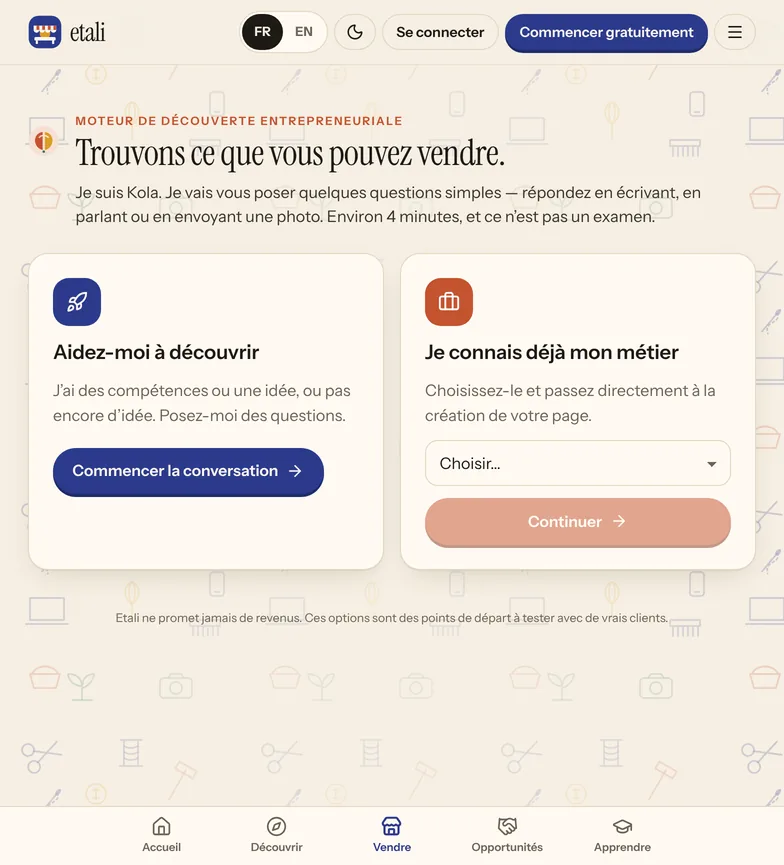 etali
FR
EN
Se connecter
Commencer gratuitement
MOTEUR DE DÉCOUVERTE ENTREPRENEURIALE
Trouvons ce que vous pouvez vendre.
Je suis Kola. Je vais vous poser quelques questions simples — répondez en écrivant, en
parlant ou en envoyant une photo. Environ 4 minutes, et ce n’est pas un examen.
Aidez-moi à découvrir
J’ai des compétences ou une idée, ou pas
encore d’idée. Posez-moi des questions.
Commencer la conversation →
Je connais déjà mon métier
Choisissez-le et passez directement à la
création de votre page.
Choisir...
Continuer →
Etali ne promet jamais de revenus. Ces options sont des points de départ à tester avec de vrais clients.
Accueil
Découvrir
Vendre
Opportunités
Apprendre